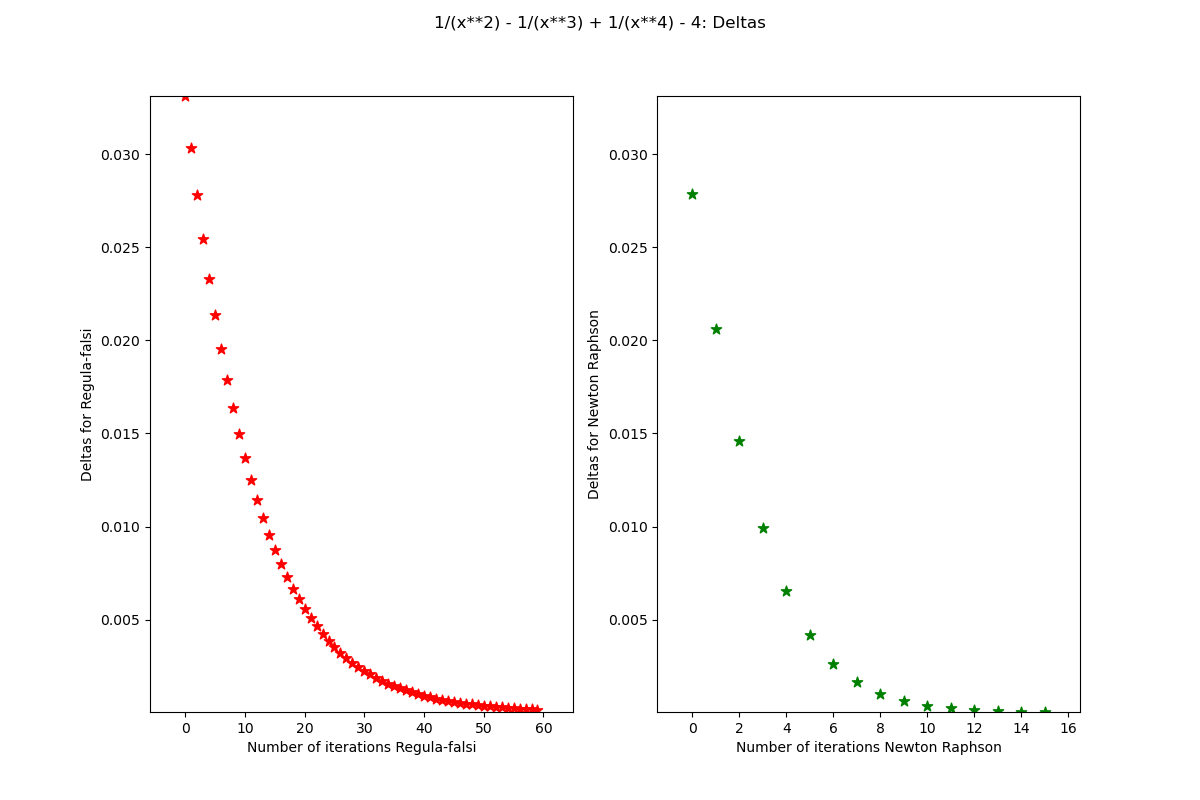 1/(x**2) - 1/(x**3) + 1/(x**4) - 4: Deltas
Deltas for Regula-falsi
0.030
0.025
0.020
0.015
0.010
0.005
0 10 20 30 40 50 60
Number of iterations Regula-falsi
Deltas for Newton Raphson
0.030
0.025
0.020
0.015
0.010
0.005
0 2 4 6 8 10 12 14 16
Number of iterations Newton Raphson